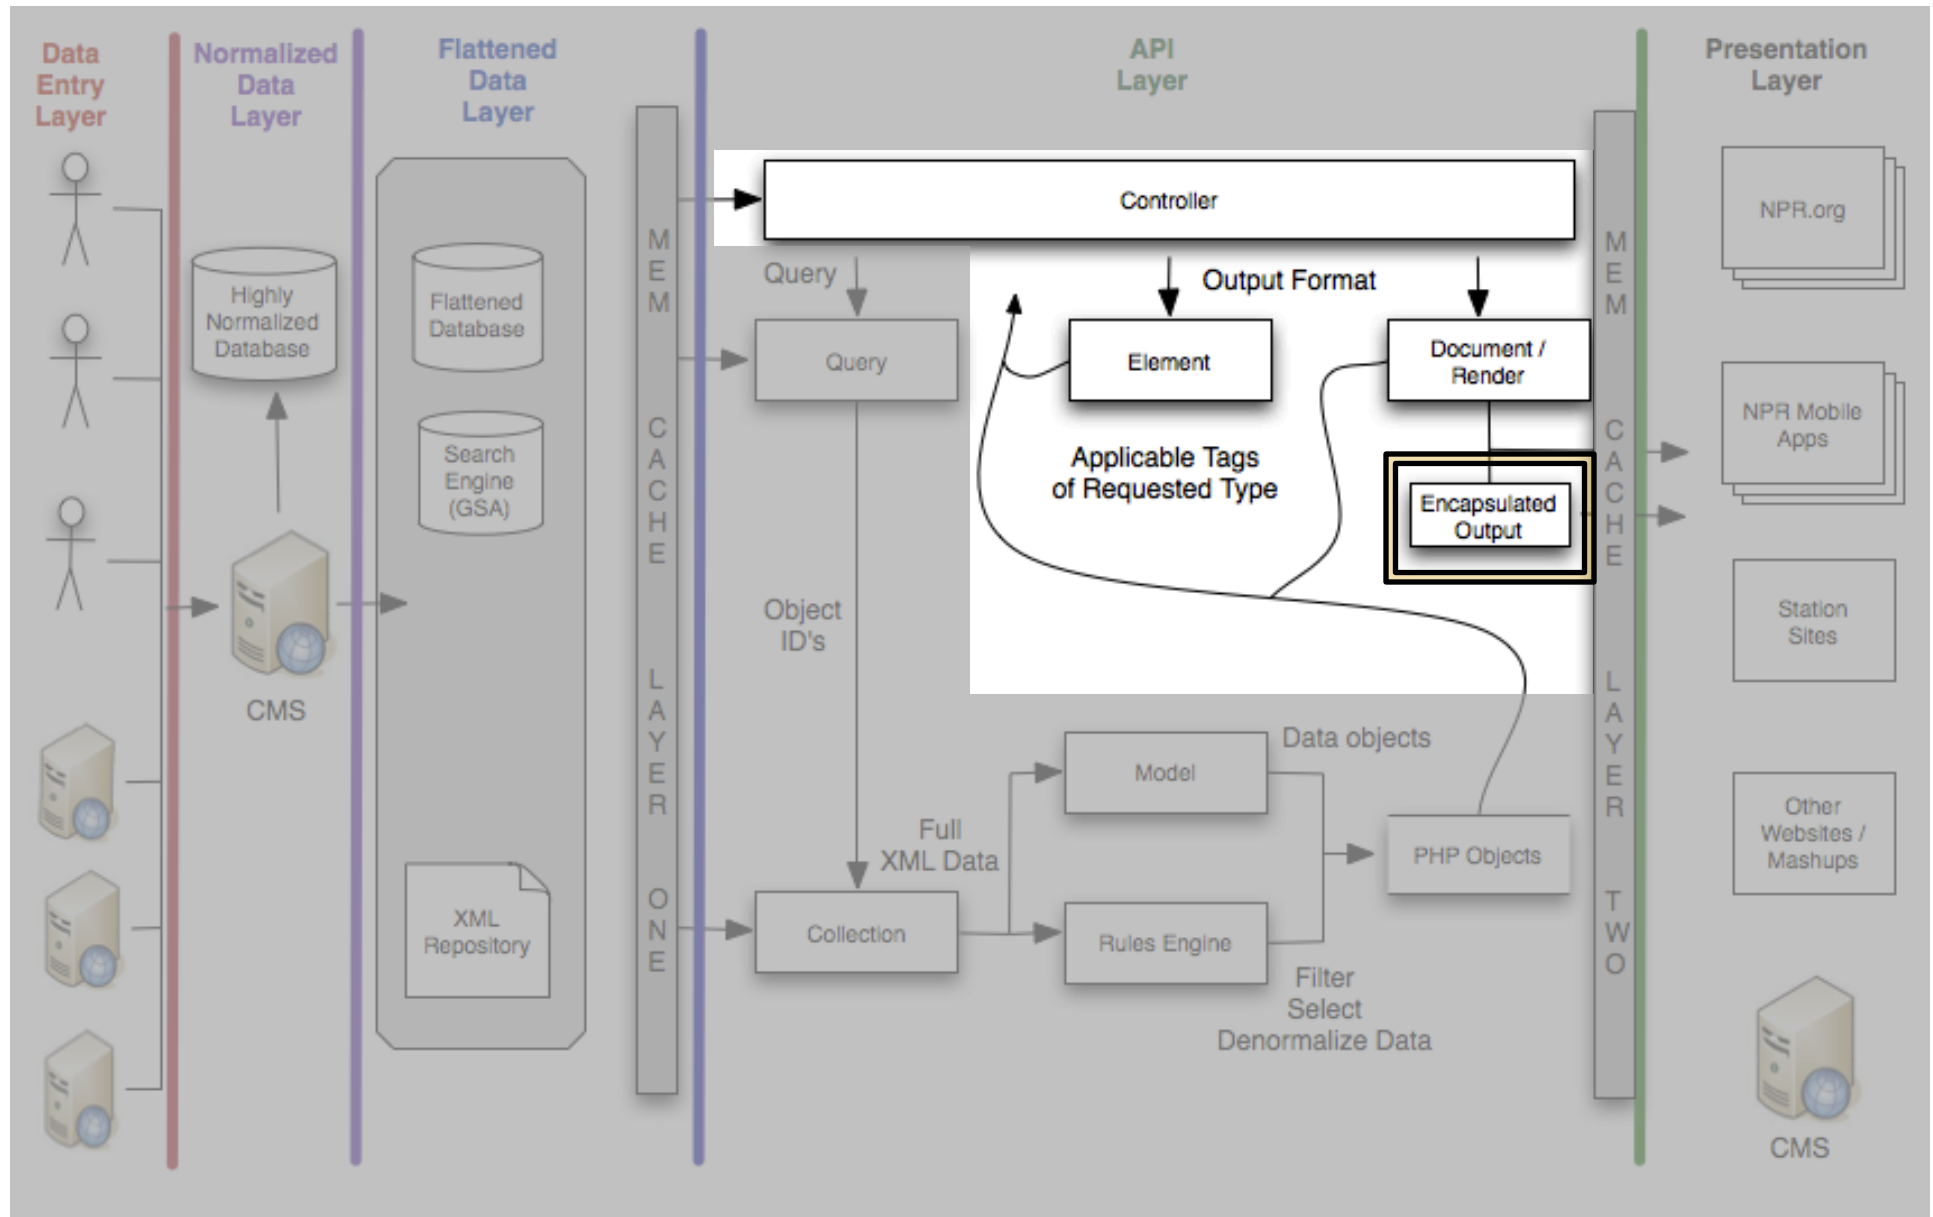 Data
Entry
Layer
Normalized
Data
Layer
Flattened
Data
Layer
API
Layer
Presentation
Layer
Highly
Normalized
Database
CMS
Flattened
Database
Search
Engine
(GSA)
XML
Repository
M
E
M
C
A
C
H
E
L
A
Y
E
R
O
N
E
Controller
Query
Output Format
Query
Element
Document /
Render
Applicable Tags
of Requested Type
Encapsulated
Output
Object
ID's
Data objects
Model
Full
XML Data
PHP Objects
Collection
Rules Engine
Filter
Select
Denormalize Data
M
E
M
C
A
C
H
E
L
A
Y
E
R
T
W
O
NPR.org
NPR Mobile
Apps
Station
Sites
Other
Websites /
Mashups
CMS